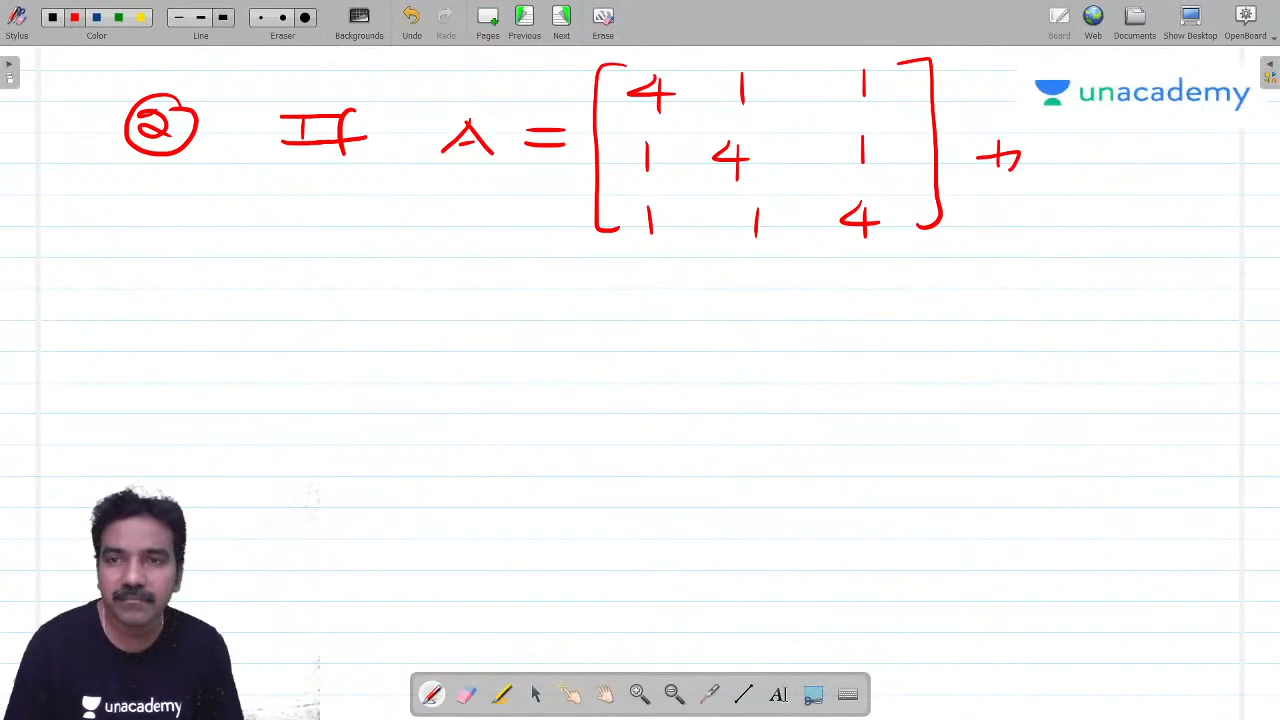 Stylus
Color
Line
Eraser
Backgrounds
Undo
Redo
Pages
Previous
Next
Erase
Board
Web
Documents
Show Desktop
OpenBoard
② If A = [ 4 1 1
1 4 1
1 1 4 ]
unacademy
unacademy
AI